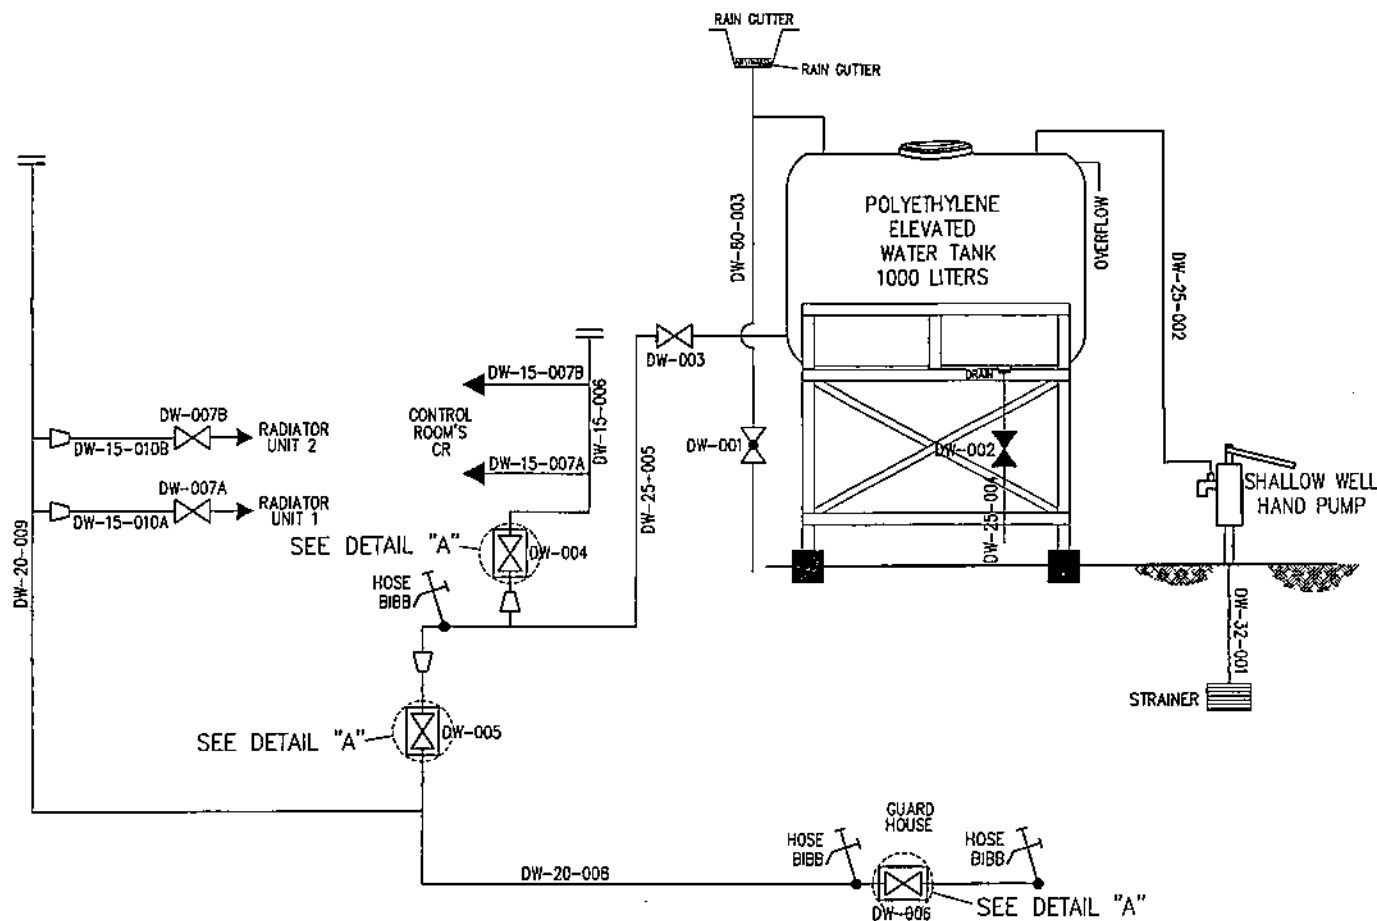 RAIN GUTTER
RAIN GUTTER
POLYETHYLENE
ELEVATED
WATER TANK
1000 LITERS
OVERFLOW
DW-80-003
DW-25-002
DW-003
DRAIN
DW-001
DW-002
DW-25-004
SHALLOW WELL
HAND PUMP
DW-32-001
STRAINER
DW-15-007B
CONTROL
ROOM'S
CR
DW-15-007A
DW-15-006
DW-25-005
DW-007B
RADIATOR
UNIT 2
DW-15-010B
DW-007A
RADIATOR
UNIT 1
DW-15-010A
DW-20-009
SEE DETAIL "A"
DW-004
HOSE
BIBB
SEE DETAIL "A"
DW-005
DW-20-008
HOSE
BIBB
GUARD
HOUSE
HOSE
BIBB
DW-006
SEE DETAIL "A"